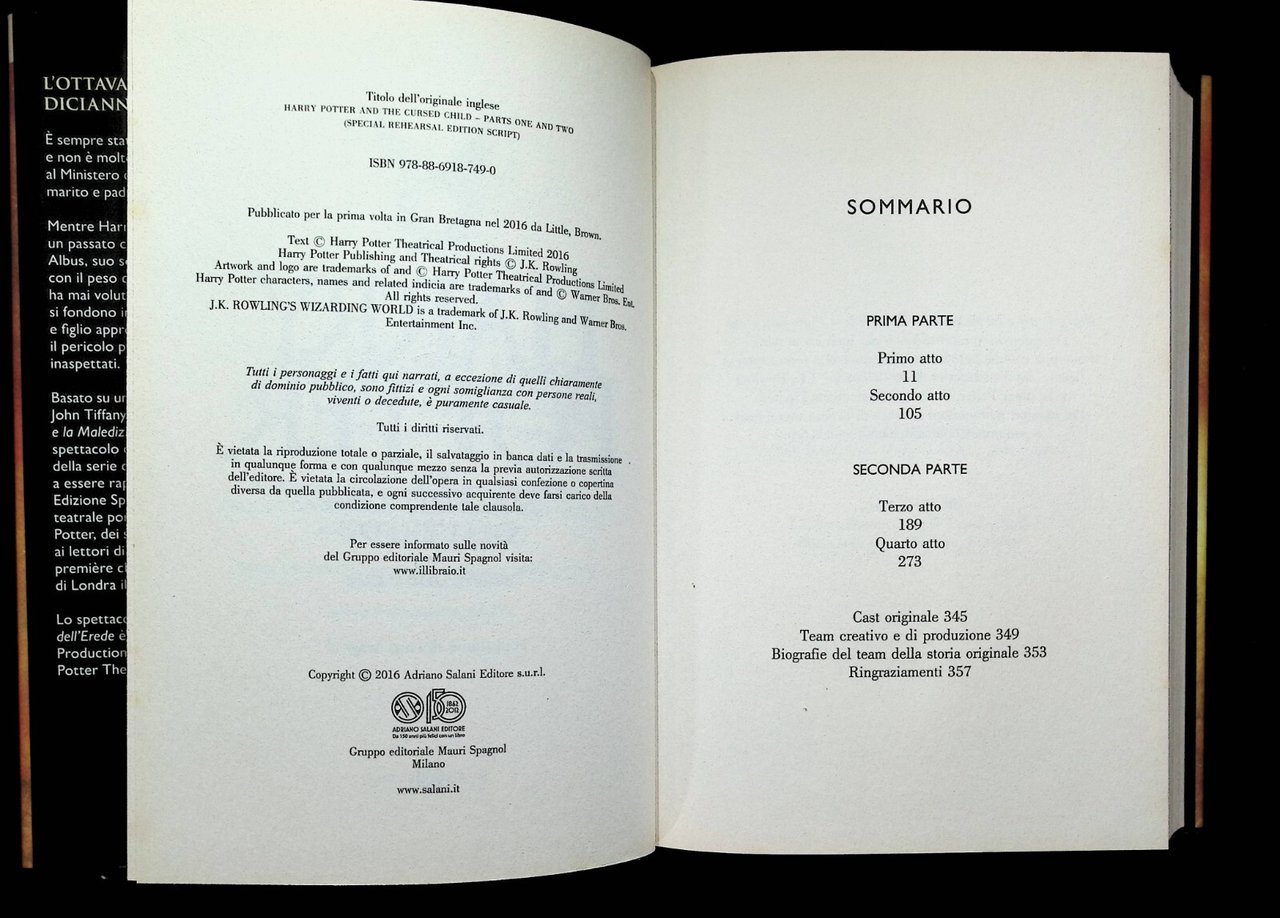 L'OTTAVA
DICIANN
È sempre stat
e non è molt
al Ministero
marito e pad
Mentre Harr
un passato c
Albus, suo s
con il peso
ha mai volut
si fondono i
e figlio appr
il pericolo p
inaspettati.
Basato su un
John Tiffany
e la Malediz
spettacolo
della serie
a essere rap
Edizione Sp
teatrale po
Potter, dei s
ai lettori di
première c
di Londra il
Lo spettaco
dell'Erede è
Production
Potter The
Titolo dell'originale inglese
HARRY POTTER AND THE CURSED CHILD – PARTS ONE AND TWO
(SPECIAL REHEARSAL EDITION SCRIPT)
ISBN 978-88-6918-749-0
Pubblicato per la prima volta in Gran Bretagna nel 2016 da Little, Brown.
Text © Harry Potter Theatrical Productions Limited 2016
Harry Potter Publishing and Theatrical rights © J.K. Rowling
Artwork and logo are trademarks of and © Harry Potter Theatrical Productions Limited
Harry Potter characters, names and related indicia are trademarks of and © Warner Bros. Ent.
All rights reserved.
J.K. ROWLING'S WIZARDING WORLD is a trademark of J.K. Rowling and Warner Bros.
Entertainment Inc.
Tutti i personaggi e i fatti qui narrati, a eccezione di quelli chiaramente
di dominio pubblico, sono fittizi e ogni somiglianza con persone reali,
viventi o decedute, è puramente casuale.
Tutti i diritti riservati.
È vietata la riproduzione totale o parziale, il salvataggio in banca dati e la trasmissione
in qualunque forma e con qualunque mezzo senza la previa autorizzazione scritta
dell'editore. È vietata la circolazione dell'opera in qualsiasi confezione o copertina
diversa da quella pubblicata, e ogni successivo acquirente deve farsi carico della
condizione comprendente tale clausola.
Per essere informato sulle novità
del Gruppo editoriale Mauri Spagnol visita:
www.illibraio.it
Copyright © 2016 Adriano Salani Editore s.u.r.l.
150 1862 2012
ADRIANO SALANI EDITORE
Da 150 anni più felici con un libro
Gruppo editoriale Mauri Spagnol
Milano
www.salani.it
SOMMARIO
PRIMA PARTE
Primo atto
11
Secondo atto
105
SECONDA PARTE
Terzo atto
189
Quarto atto
273
Cast originale 345
Team creativo e di produzione 349
Biografie del team della storia originale 353
Ringraziamenti 357